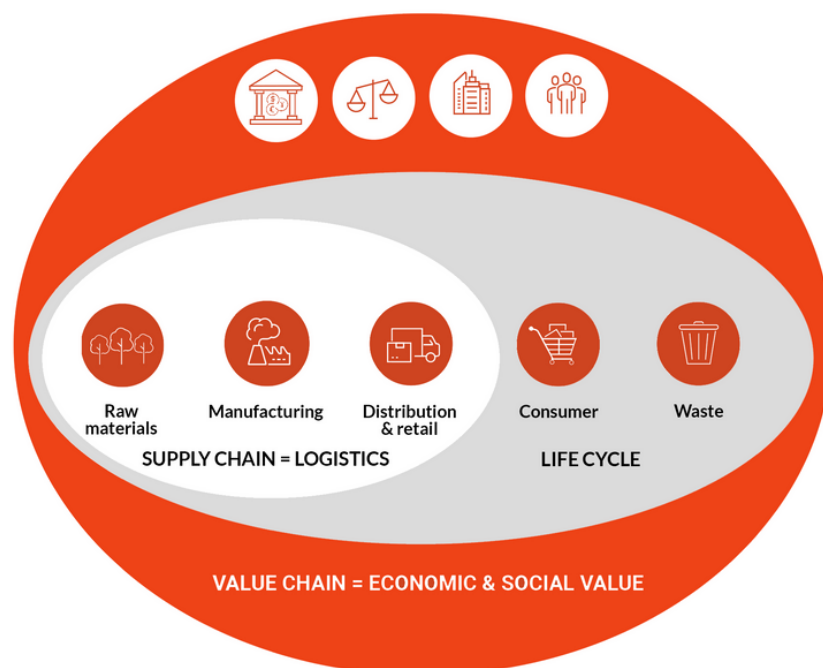 Raw
materials
Manufacturing
Distribution
& retail
Consumer
Waste
SUPPLY CHAIN = LOGISTICS
LIFE CYCLE
VALUE CHAIN = ECONOMIC & SOCIAL VALUE